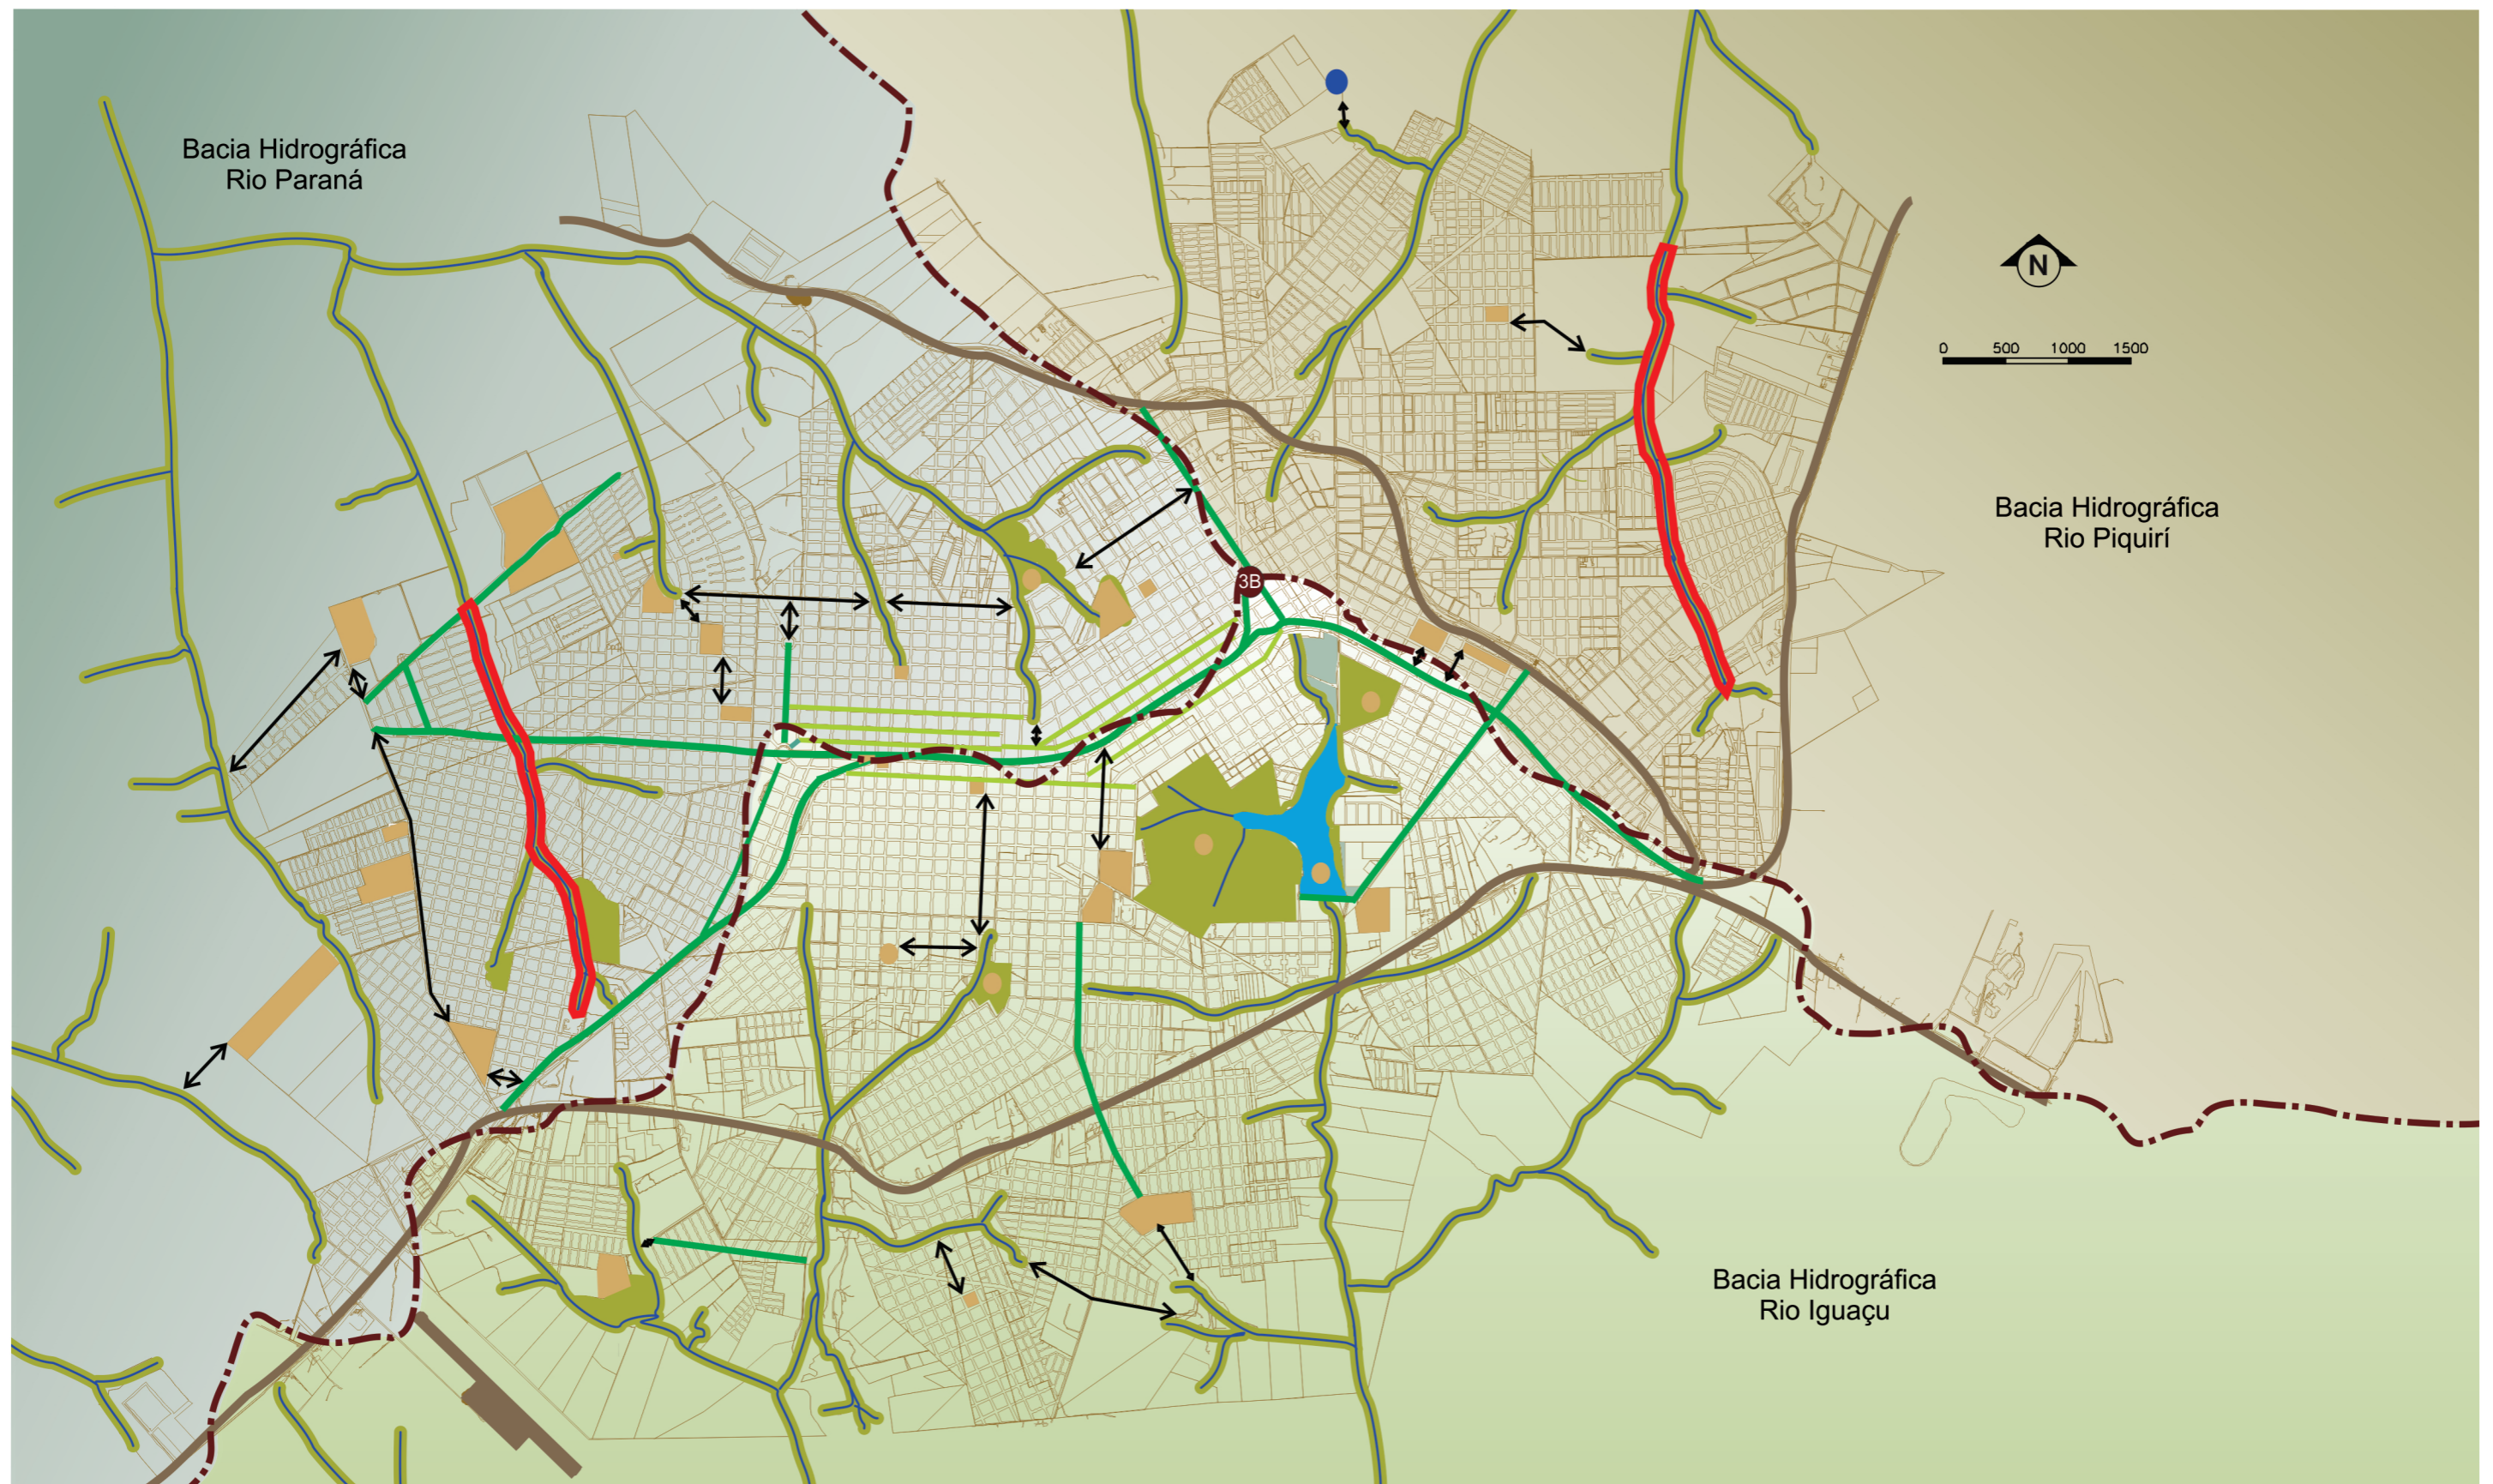 Bacia Hidrográfica
Rio Paraná
N
0 500 1000 1500
Bacia Hidrográfica
Rio Piquirí
3B
Bacia Hidrográfica
Rio Iguaçu